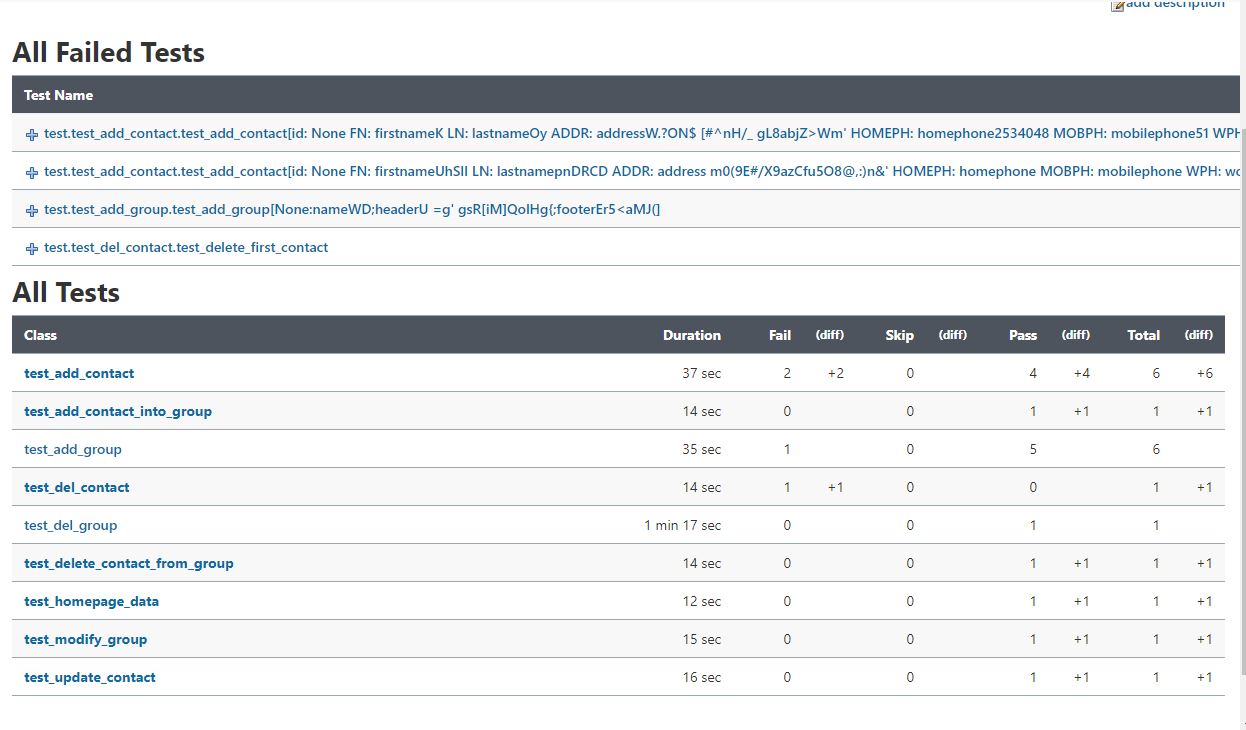 add description
All Failed Tests
Test Name
test.test_add_contact.test_add_contact[id: None FN: firstnameK LN: lastnameOy ADDR: addressW.?ON$ [#^nH/_ gL8abjZ>Wm' HOMEPH: homephone2534048 MOBPH: mobilephone51 WPH
test.test_add_contact.test_add_contact[id: None FN: firstnameUhSIl LN: lastnamepnDRCD ADDR: address m0(9E#/X9azCfu5O8@,:)n&' HOMEPH: homephone MOBPH: mobilephone WPH: wo
test.test_add_group.test_add_group[None:nameWD;headerU =g' gsR[iM]QolHg{;footerEr5<aMJ(]
test.test_del_contact.test_delete_first_contact
All Tests
Class Duration Fail (diff) Skip (diff) Pass (diff) Total (diff)
test_add_contact 37 sec 2 +2 0 4 +4 6 +6
test_add_contact_into_group 14 sec 0 0 1 +1 1 +1
test_add_group 35 sec 1 0 5 6
test_del_contact 14 sec 1 +1 0 0 1 +1
test_del_group 1 min 17 sec 0 0 1 1
test_delete_contact_from_group 14 sec 0 0 1 +1 1 +1
test_homepage_data 12 sec 0 0 1 +1 1 +1
test_modify_group 15 sec 0 0 1 +1 1 +1
test_update_contact 16 sec 0 0 1 +1 1 +1